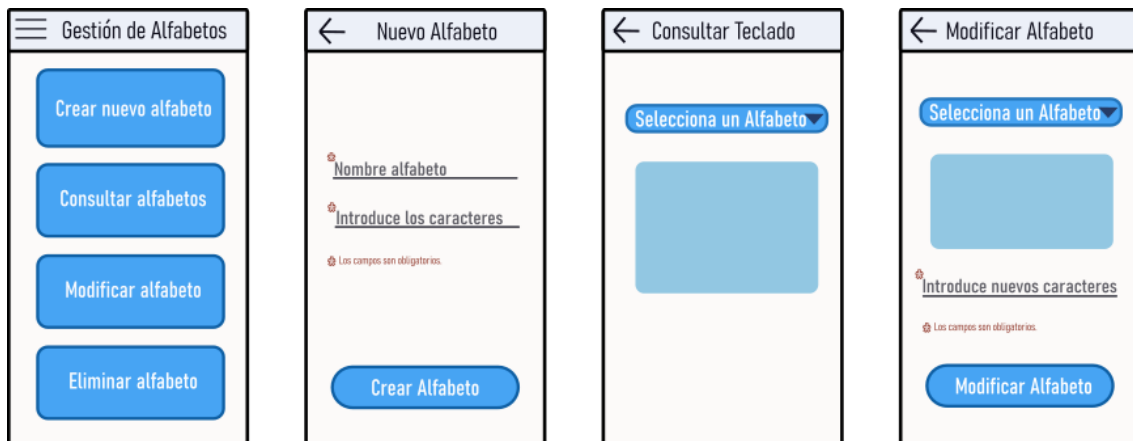 Gestión de Alfabetos
Crear nuevo alfabeto
Consultar alfabetos
Modificar alfabeto
Eliminar alfabeto
Nuevo Alfabeto
Nombre alfabeto
Introduce los caracteres
Los campos son obligatorios.
Crear Alfabeto
Consultar Teclado
Selecciona un Alfabeto
Modificar Alfabeto
Selecciona un Alfabeto
Introduce nuevos caracteres
Los campos son obligatorios.
Modificar Alfabeto